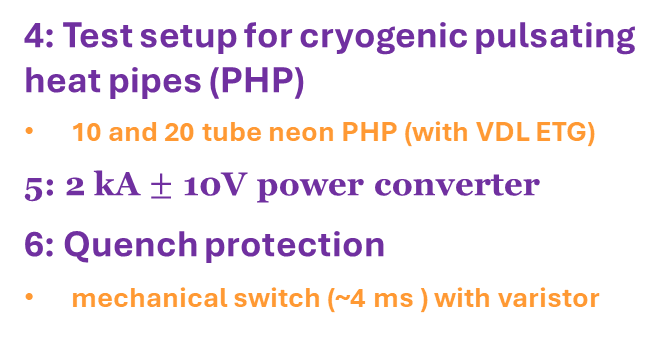 4: Test setup for cryogenic pulsating
heat pipes (PHP)
• 10 and 20 tube neon PHP (with VDL ETG)
5: 2 kA ± 10V power converter
6: Quench protection
• mechanical switch (~4 ms ) with varistor